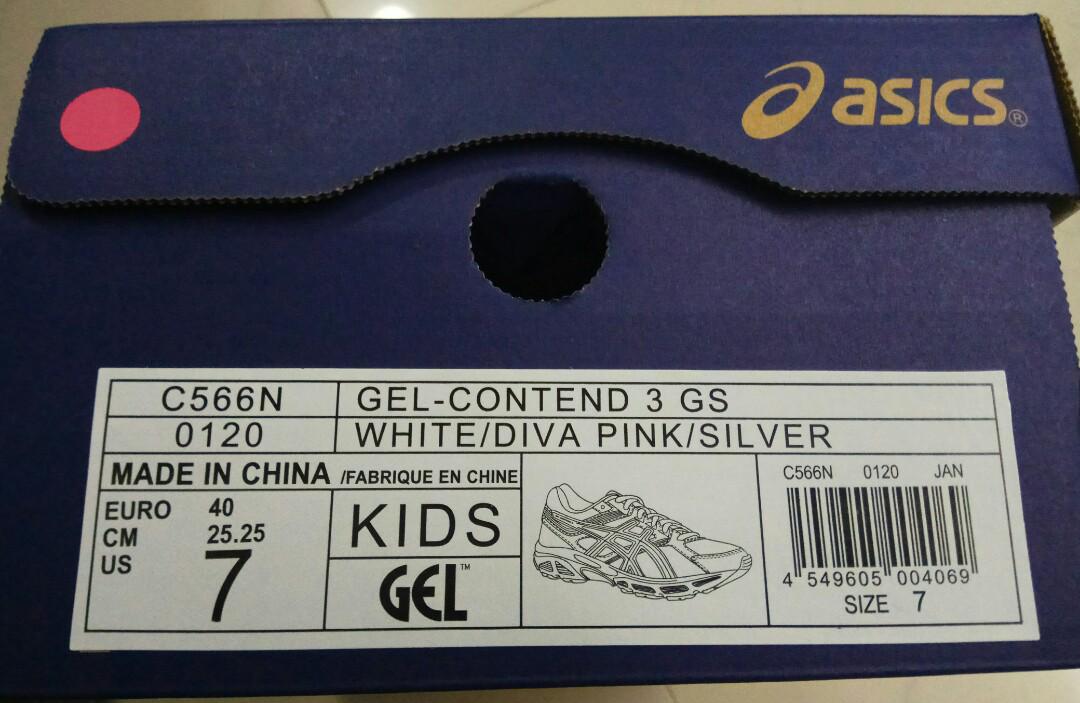 asics®
C566N GEL-CONTEND 3 GS
0120 WHITE/DIVA PINK/SILVER
MADE IN CHINA /FABRIQUE EN CHINE
EURO 40
CM 25.25
US 7
KIDS
GEL™
C566N 0120 JAN
4 549605 004069
SIZE 7